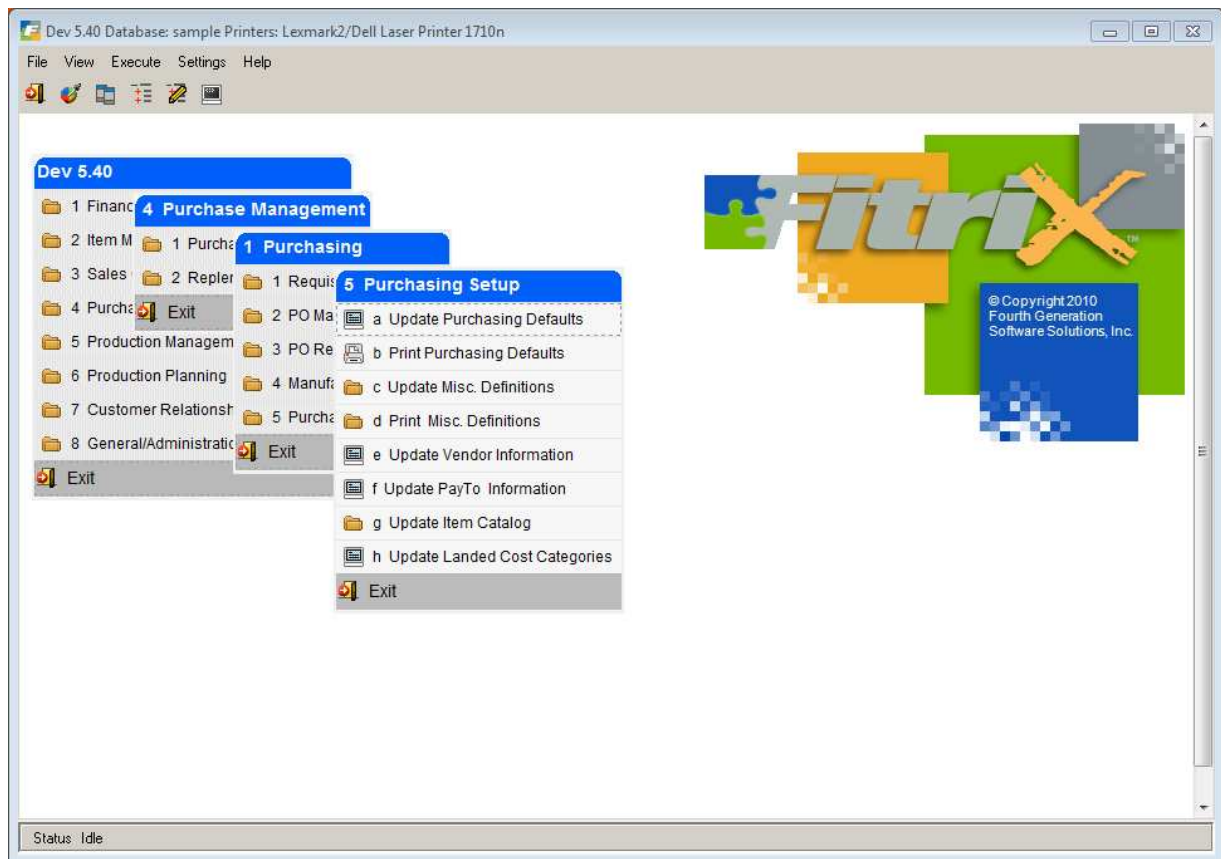 Dev 5.40 Database: sample Printers: Lexmark2/Dell Laser Printer 1710n
File View Execute Settings Help
Dev 5.40
1 Financ
2 Item M
3 Sales
4 Purcha
5 Production Managem
6 Production Planning
7 Customer Relationsh
8 General/Administratio
Exit
4 Purchase Management
1 Purcha
2 Repler
Exit
1 Purchasing
1 Requis
2 PO Ma
3 PO Re
4 Manufa
5 Purcha
Exit
5 Purchasing Setup
a Update Purchasing Defaults
b Print Purchasing Defaults
c Update Misc. Definitions
d Print Misc. Definitions
e Update Vendor Information
f Update PayTo Information
g Update Item Catalog
h Update Landed Cost Categories
Exit
FitriX
TM
© Copyright 2010
Fourth Generation
Software Solutions, Inc.
Status Idle